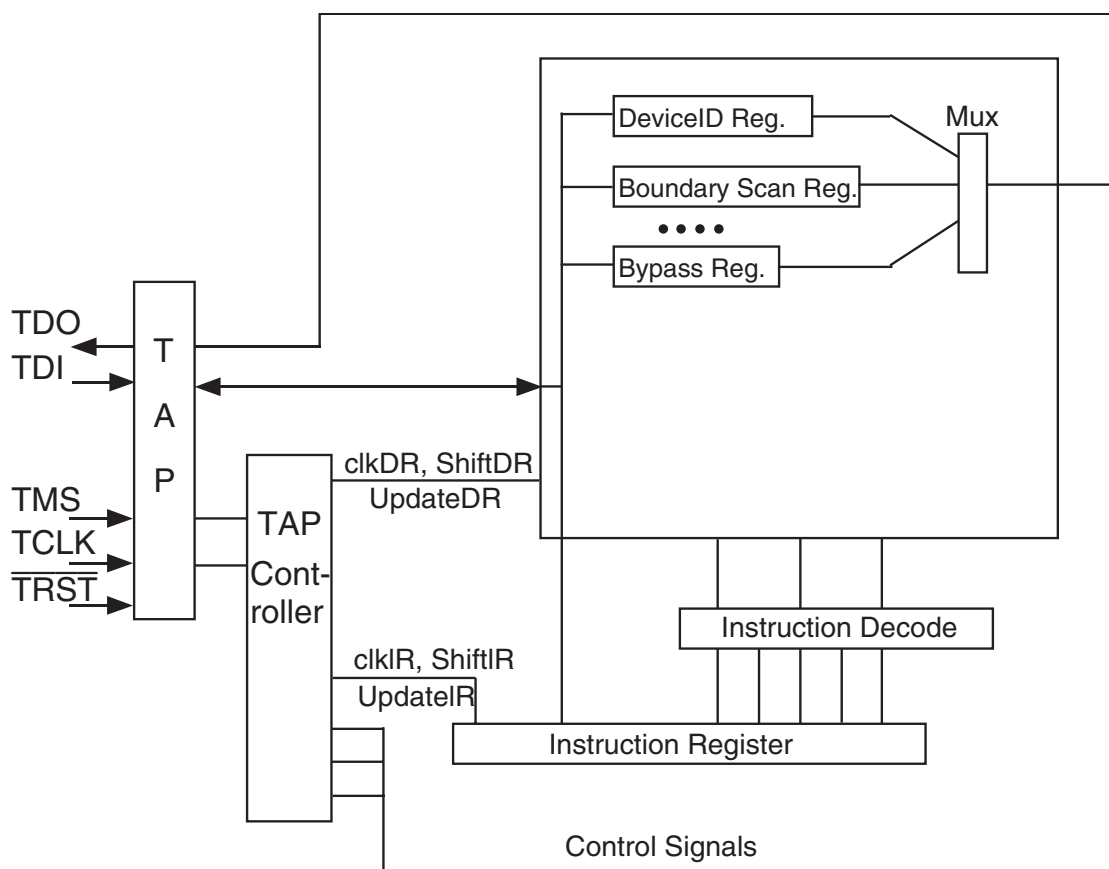 DeviceID Reg.
Mux
Boundary Scan Reg.
Bypass Reg.
TDO
TDI
T
A
P
TMS
TCLK
TRST
clkDR, ShiftDR
UpdateDR
TAP
Cont-
roller
clkIR, ShiftIR
UpdateIR
Instruction Decode
Instruction Register
Control Signals